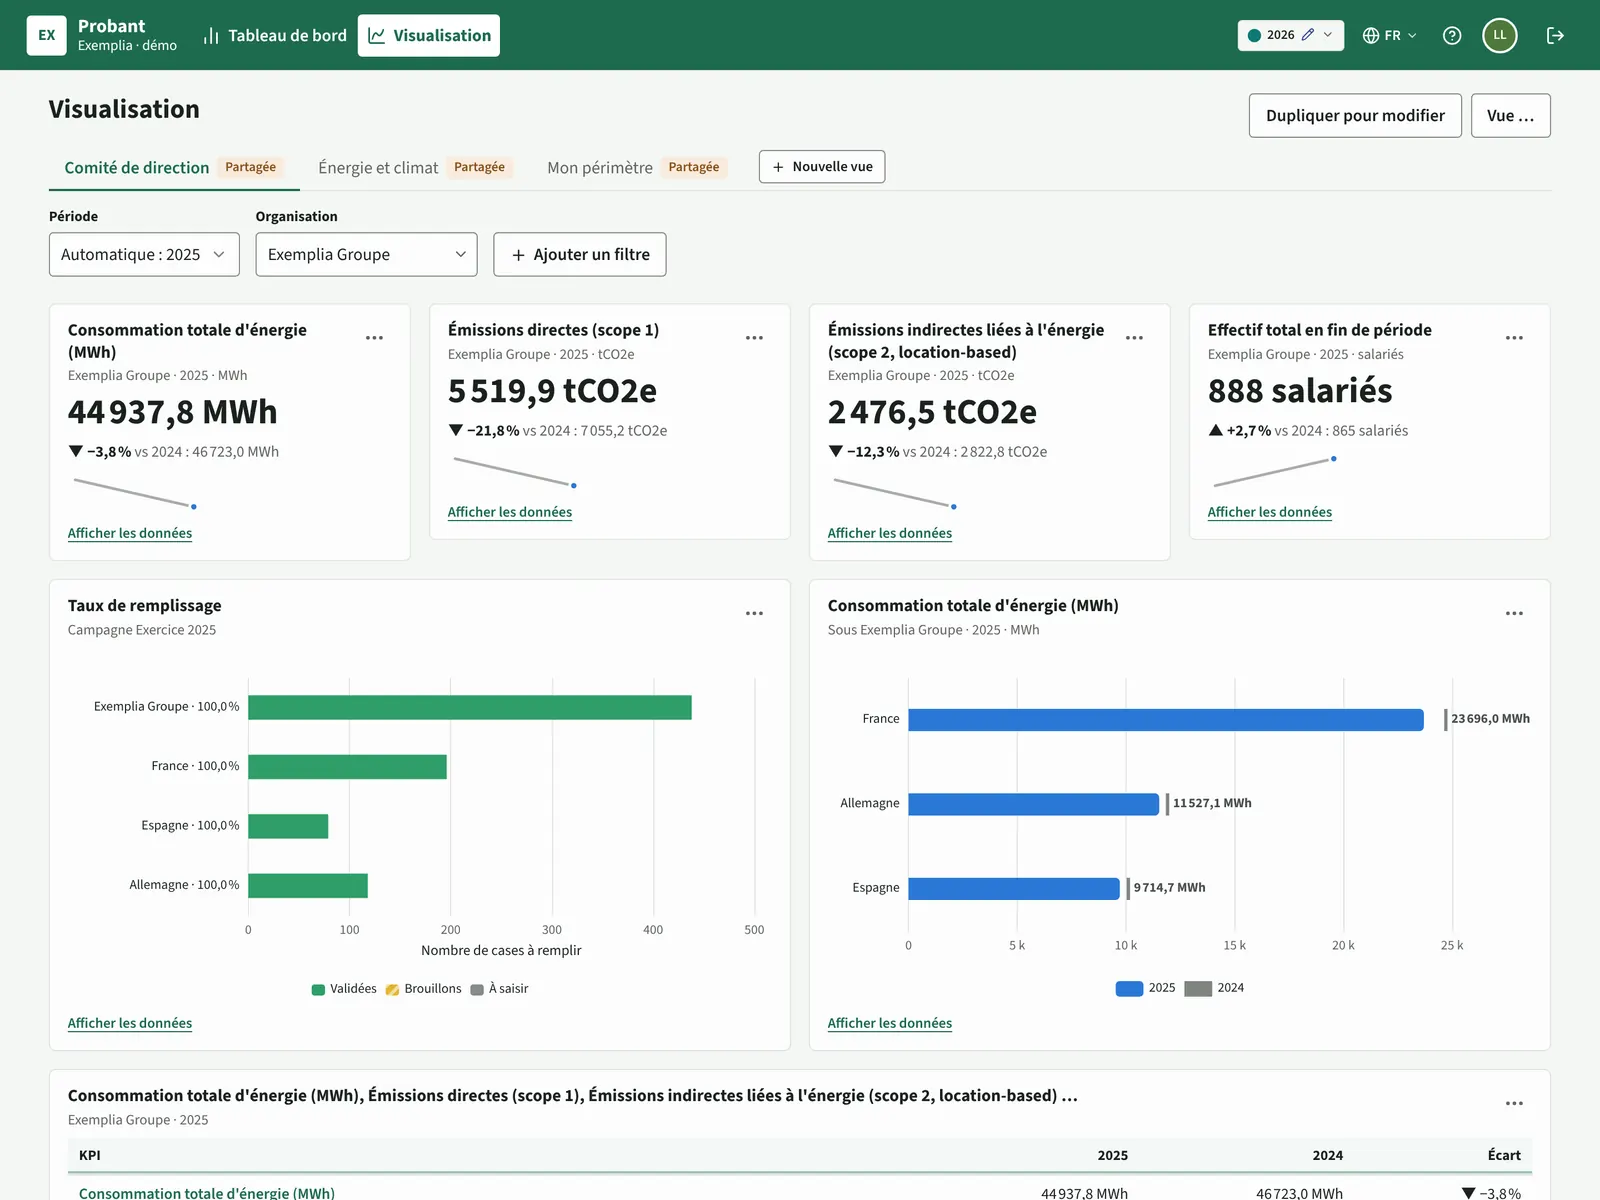 EX
Probant
Exemplia · démo
Tableau de bord
Visualisation
2026
FR
LL
Visualisation
Dupliquer pour modifier
Vue …
Comité de direction Partagée
Énergie et climat Partagée
Mon périmètre Partagée
+ Nouvelle vue
Période
Organisation
Automatique : 2025
Exemplia Groupe
+ Ajouter un filtre
Consommation totale d'énergie
(MWh)
Exemplia Groupe · 2025 · MWh
44 937,8 MWh
▼ −3,8 % vs 2024 : 46 723,0 MWh
Afficher les données
Émissions directes (scope 1)
Exemplia Groupe · 2025 · tCO2e
5 519,9 tCO2e
▼ −21,8 % vs 2024 : 7 055,2 tCO2e
Afficher les données
Émissions indirectes liées à l'énergie
(scope 2, location-based)
Exemplia Groupe · 2025 · tCO2e
2 476,5 tCO2e
▼ −12,3 % vs 2024 : 2 822,8 tCO2e
Afficher les données
Effectif total en fin de période
Exemplia Groupe · 2025 · salariés
888 salariés
▲ +2,7 % vs 2024 : 865 salariés
Afficher les données
Taux de remplissage
Campagne Exercice 2025
Exemplia Groupe · 100,0 %
France · 100,0 %
Espagne · 100,0 %
Allemagne · 100,0 %
0 100 200 300 400 500
Nombre de cases à remplir
Validées Brouillons À saisir
Afficher les données
Consommation totale d'énergie (MWh)
Sous Exemplia Groupe · 2025 · MWh
France 23 696,0 MWh
Allemagne 11 527,1 MWh
Espagne 9 714,7 MWh
0 5 k 10 k 15 k 20 k 25 k
2025 2024
Afficher les données
Consommation totale d'énergie (MWh), Émissions directes (scope 1), Émissions indirectes liées à l'énergie (scope 2, location-based) …
Exemplia Groupe · 2025
KPI 2025 2024 Écart
Consommation totale d'énergie (MWh) 44 937,8 MWh 46 723,0 MWh ▼ −3,8 %